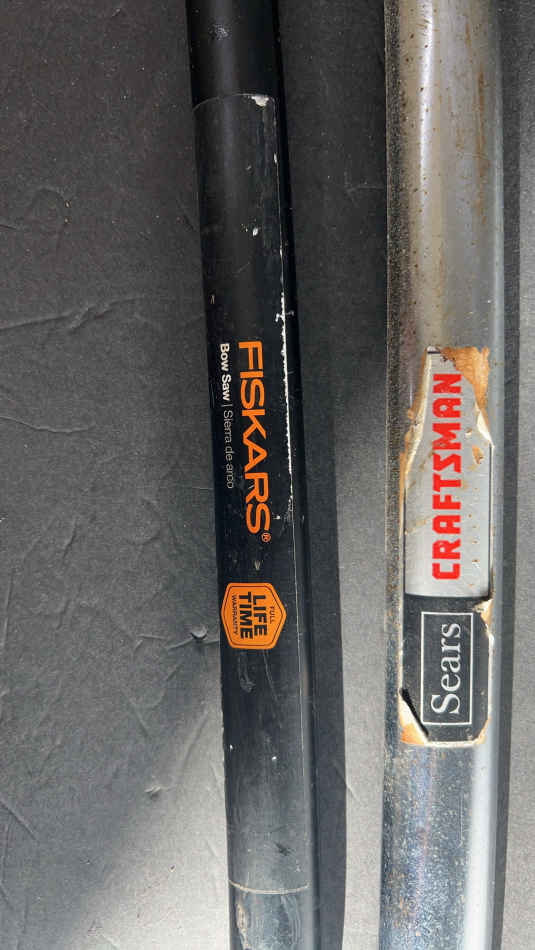 FISKARS®
Bow Saw | Sierra de arco
FULL
LIFE
TIME
WARRANTY
CRAFTSMAN
Sears